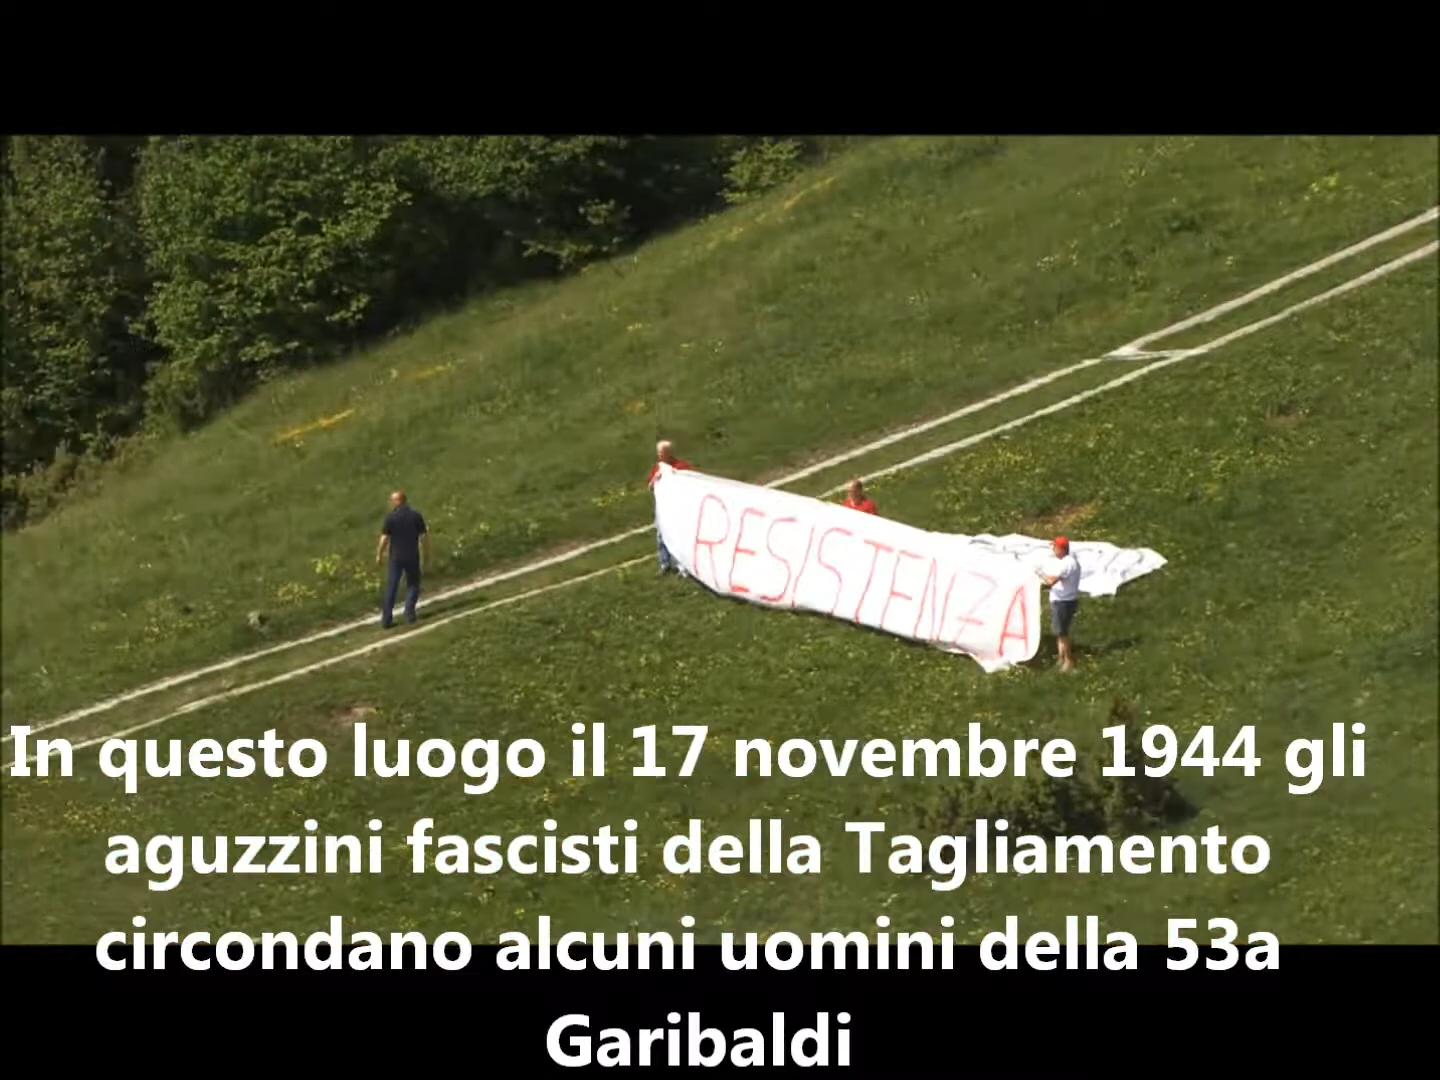 RESISTENZA
In questo luogo il 17 novembre 1944 gli
aguzzini fascisti della Tagliamento
circondano alcuni uomini della 53a
Garibaldi